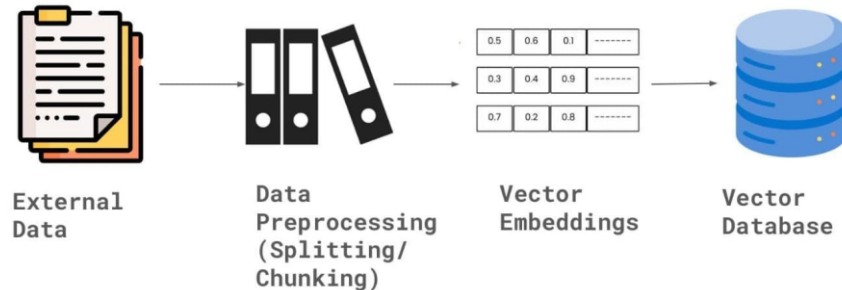 0.5 0.6 0.1 -------
0.3 0.4 0.9 -------
0.7 0.2 0.8 -------
External
Data
Data
Preprocessing
(Splitting/
Chunking)
Vector
Embeddings
Vector
Database